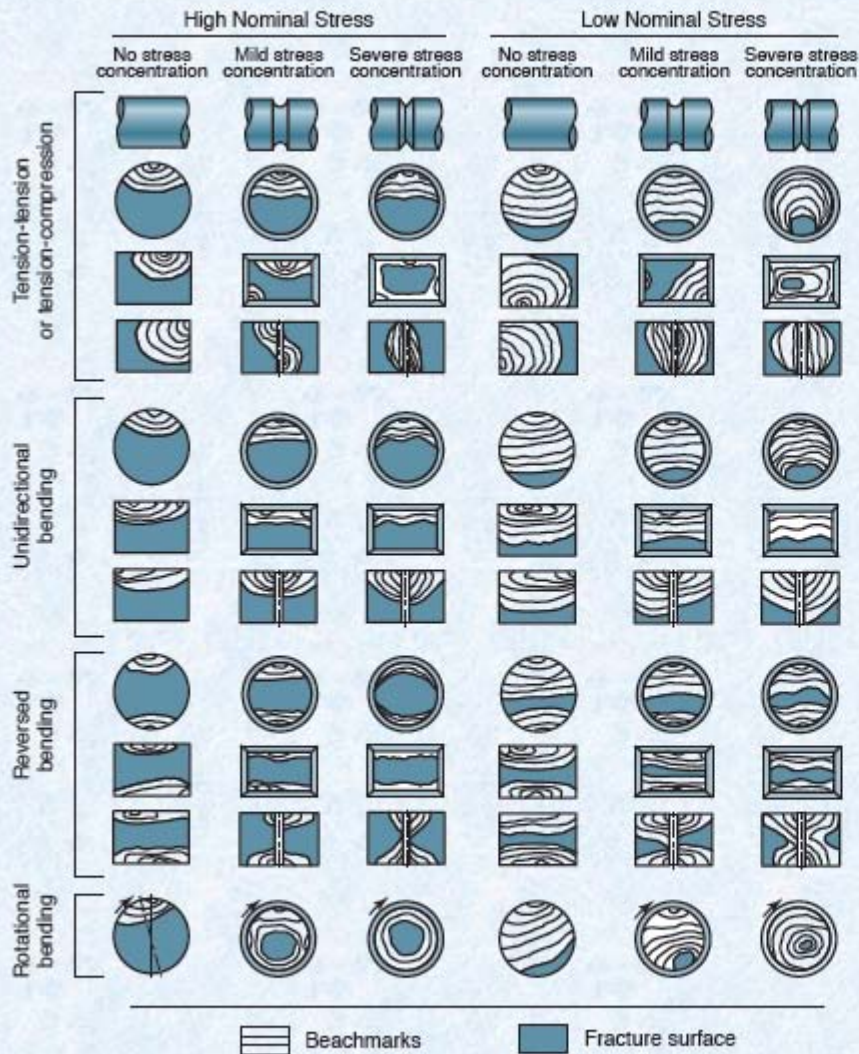 High Nominal Stress
Low Nominal Stress
No stress
concentration
Mild stress
concentration
Severe stress
concentration
No stress
concentration
Mild stress
concentration
Severe stress
concentration
Tension-tension
or tension-compression
Unidirectional
bending
Reversed
bending
Rotational
bending
Beachmarks
Fracture surface